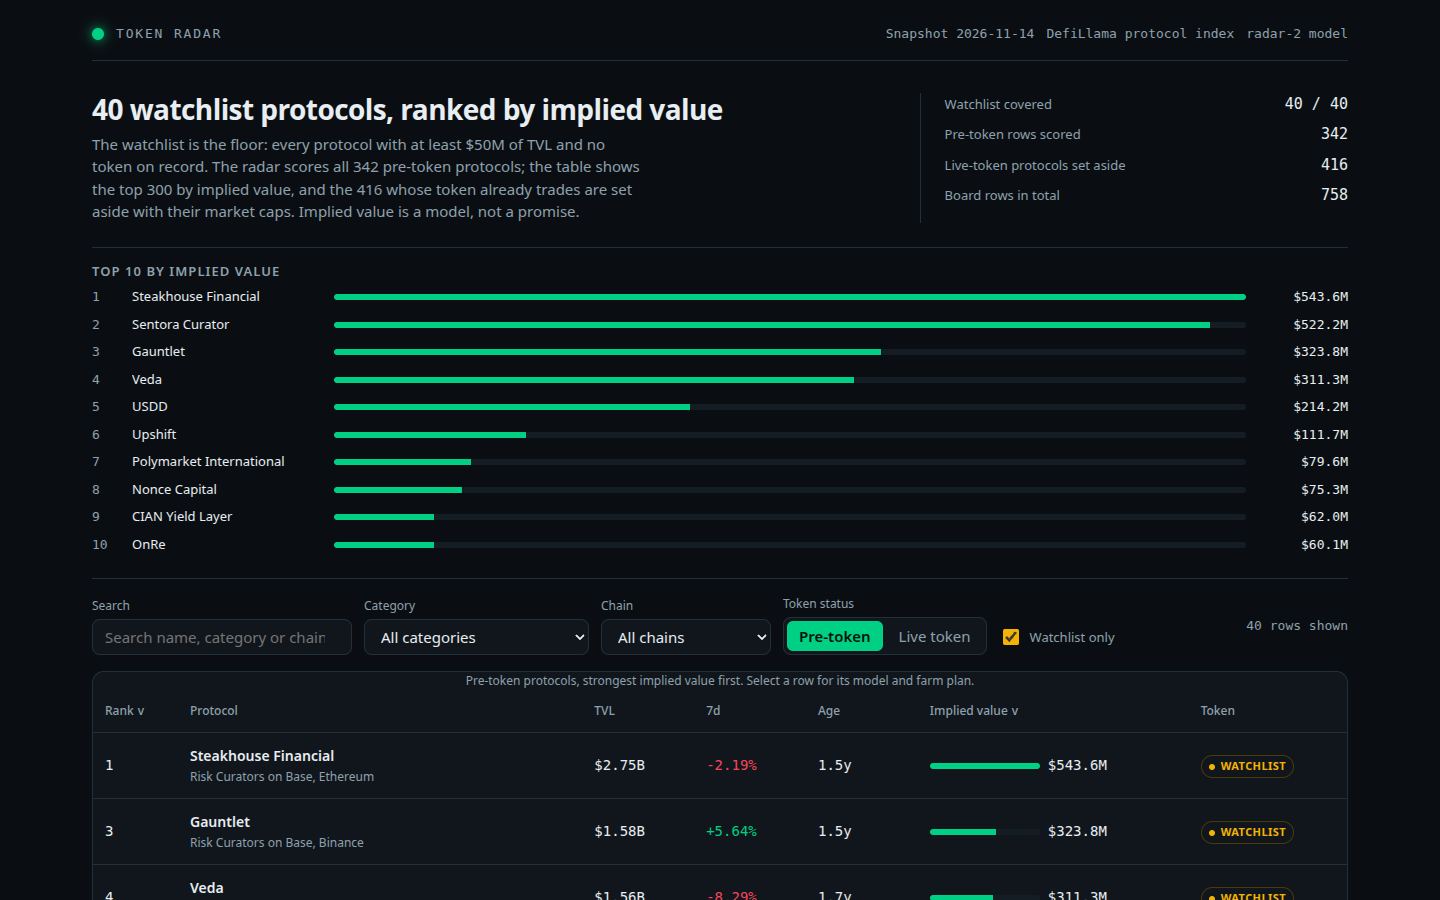 TOKEN RADAR
Snapshot 2026-11-14 DefiLlama protocol index radar-2 model
40 watchlist protocols, ranked by implied value
The watchlist is the floor: every protocol with at least $50M of TVL and no
token on record. The radar scores all 342 pre-token protocols; the table shows
the top 300 by implied value, and the 416 whose token already trades are set
aside with their market caps. Implied value is a model, not a promise.
Watchlist covered 40 / 40
Pre-token rows scored 342
Live-token protocols set aside 416
Board rows in total 758
TOP 10 BY IMPLIED VALUE
1 Steakhouse Financial $543.6M
2 Sentora Curator $522.2M
3 Gauntlet $323.8M
4 Veda $311.3M
5 USDD $214.2M
6 Upshift $111.7M
7 Polymarket International $79.6M
8 Nonce Capital $75.3M
9 CIAN Yield Layer $62.0M
10 OnRe $60.1M
Search Category Chain Token status
Search name, category or chain All categories All chains Pre-token Live token Watchlist only 40 rows shown
Pre-token protocols, strongest implied value first. Select a row for its model and farm plan.
Rank v Protocol TVL 7d Age Implied value v Token
1 Steakhouse Financial $2.75B -2.19% 1.5y $543.6M WATCHLIST
Risk Curators on Base, Ethereum
3 Gauntlet $1.58B +5.64% 1.5y $323.8M WATCHLIST
Risk Curators on Base, Binance
4 Veda $1.56B -8.29% 1.7y $311.3M WATCHLIST